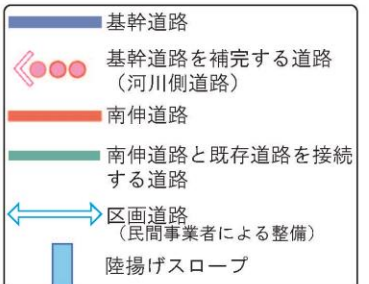 基幹道路
基幹道路を補完する道路
（河川側道路）
南伸道路
南伸道路と既存道路を接続
する道路
区画道路
（民間事業者による整備）
陸揚げスロープ